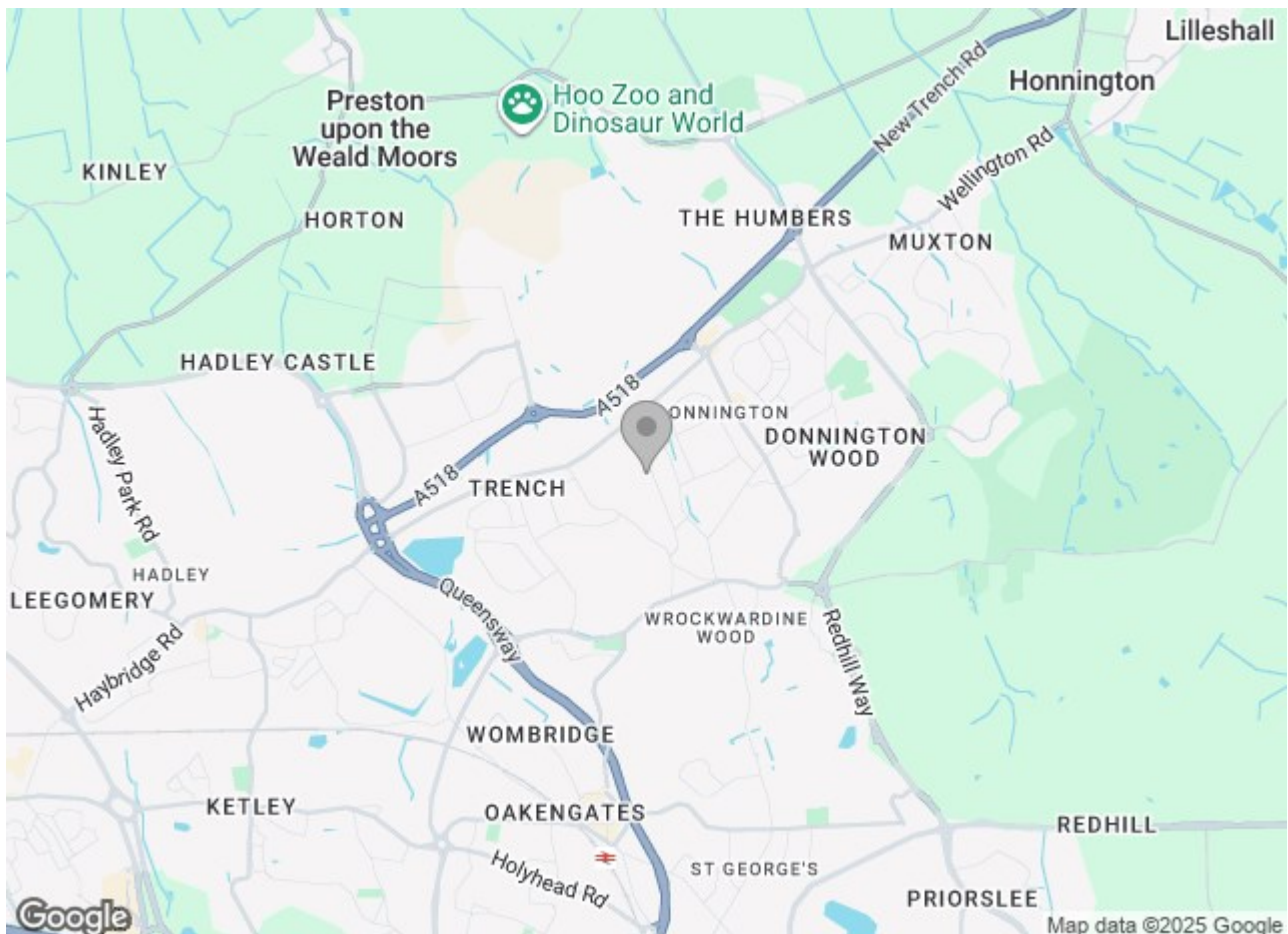 Lilleshall
Honnington
New Trench Rd
Hoo Zoo and
Dinosaur World
Preston
upon the
Weald Moors
Wellington Rd
KINLEY
HORTON
THE HUMBERS
MUXTON
HADLEY CASTLE
A518
ONNINGTON
DONNINGTON
WOOD
Hadley Park Rd
A518
TRENCH
HADLEY
LEEGOMERY
Queensway
WROCKWARDINE
WOOD
Haybridge Rd
Redhill Way
WOMBRIDGE
KETLEY
OAKENGATES
REDHILL
Holyhead Rd
ST GEORGE'S
PRIORSLEE
Google
Map data ©2025 Google